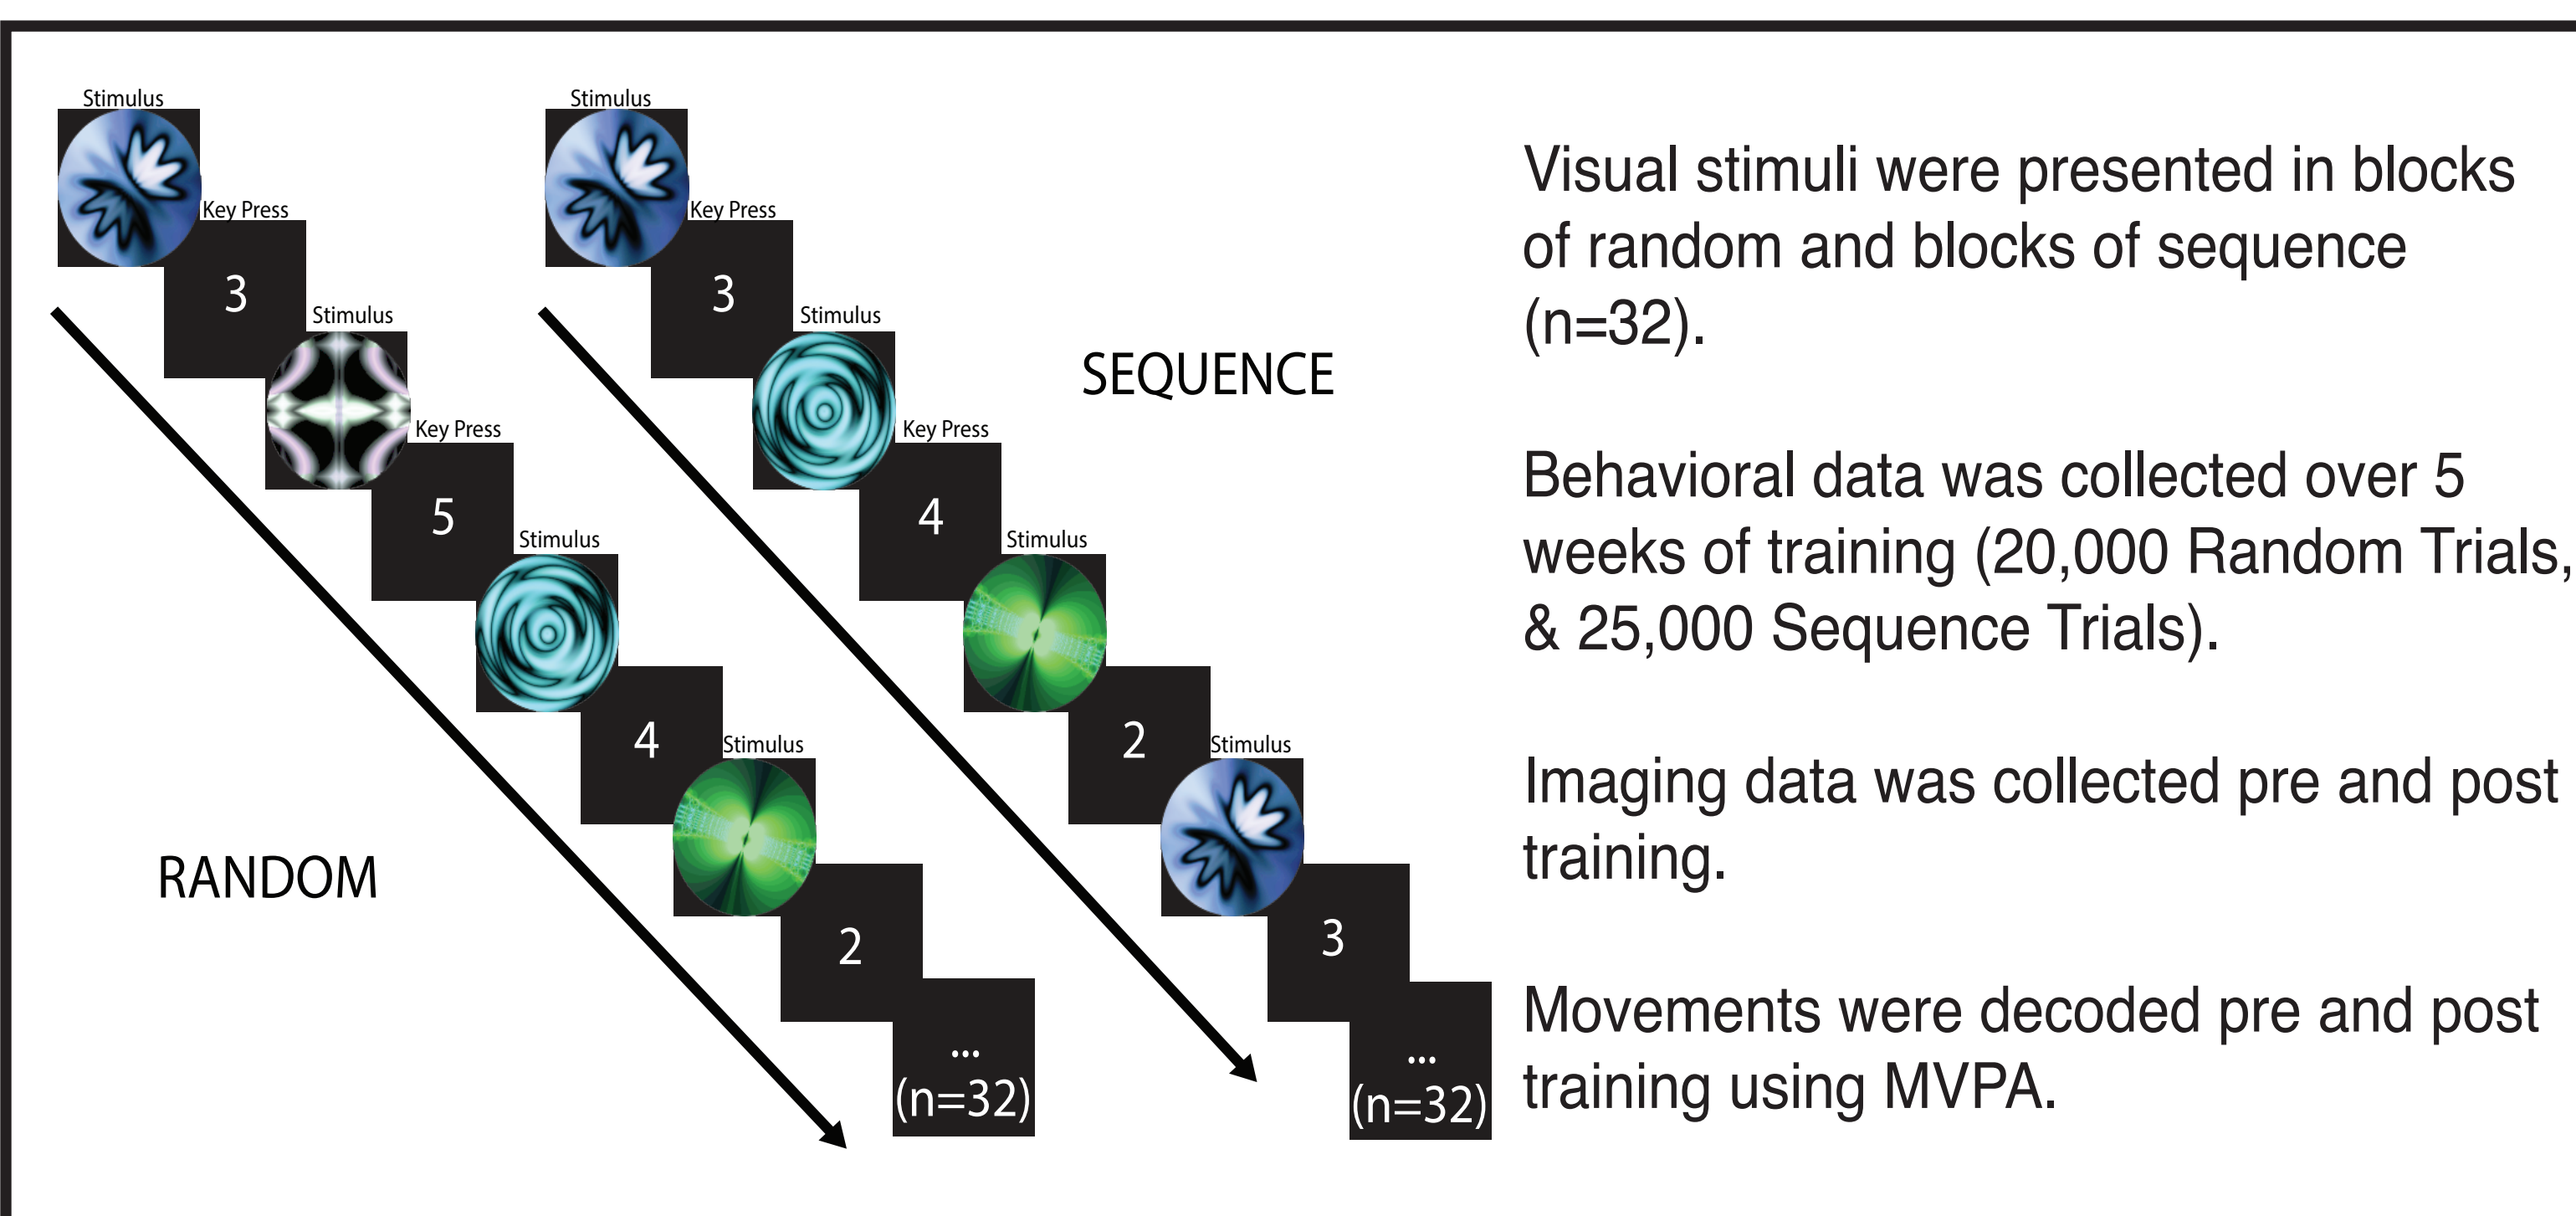 Stimulus
Key Press
3
Stimulus
Key Press
5
Stimulus
4
Stimulus
2
...
(n=32)
RANDOM
Stimulus
Key Press
3
Stimulus
Key Press
4
Stimulus
2
Stimulus
3
...
(n=32)
SEQUENCE
Visual stimuli were presented in blocks
of random and blocks of sequence
(n=32).
Behavioral data was collected over 5
weeks of training (20,000 Random Trials,
& 25,000 Sequence Trials).
Imaging data was collected pre and post
training.
Movements were decoded pre and post
training using MVPA.